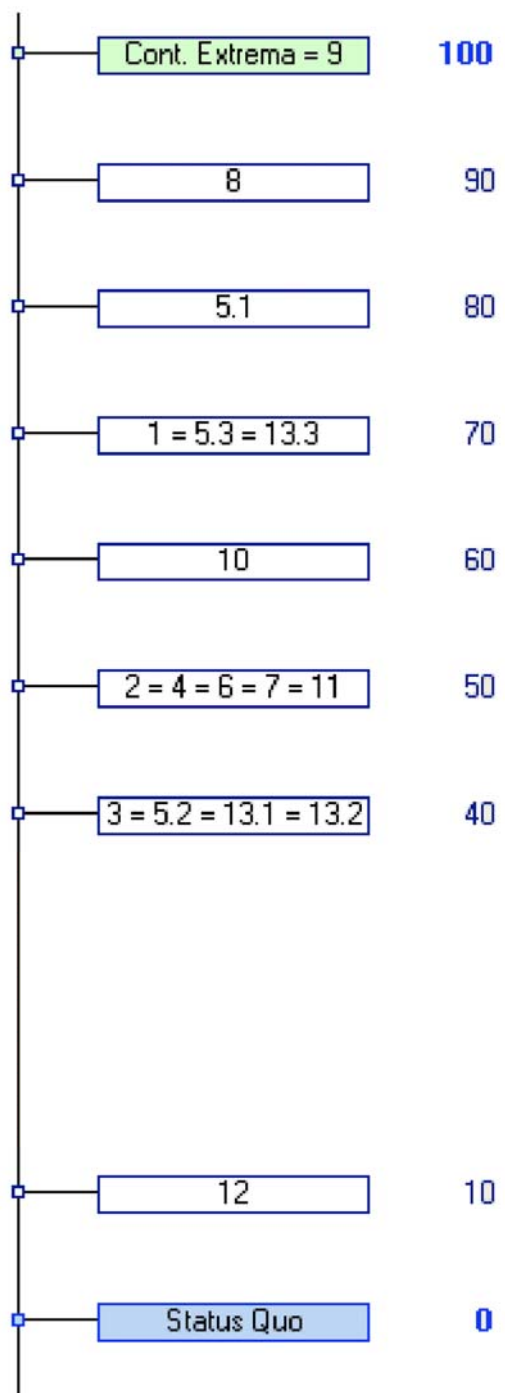 Cont. Extrema = 9 100
8 90
5.1 80
1 = 5.3 = 13.3 70
10 60
2 = 4 = 6 = 7 = 11 50
3 = 5.2 = 13.1 = 13.2 40
12 10
Status Quo 0